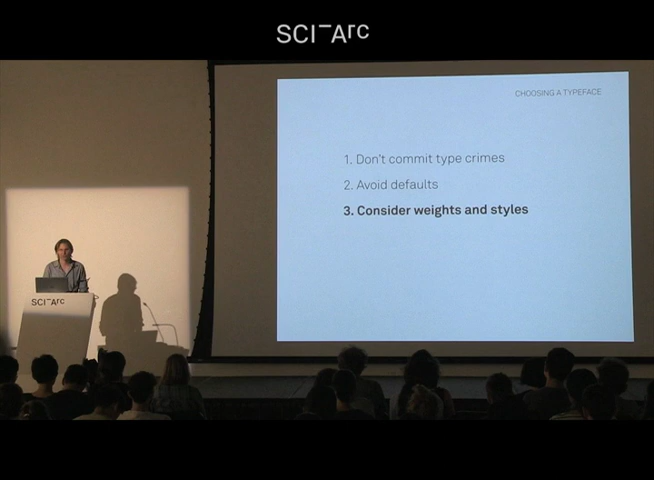 SCI-Arc
CHOOSING A TYPEFACE
1. Don't commit type crimes
2. Avoid defaults
3. Consider weights and styles
SCI-Arc